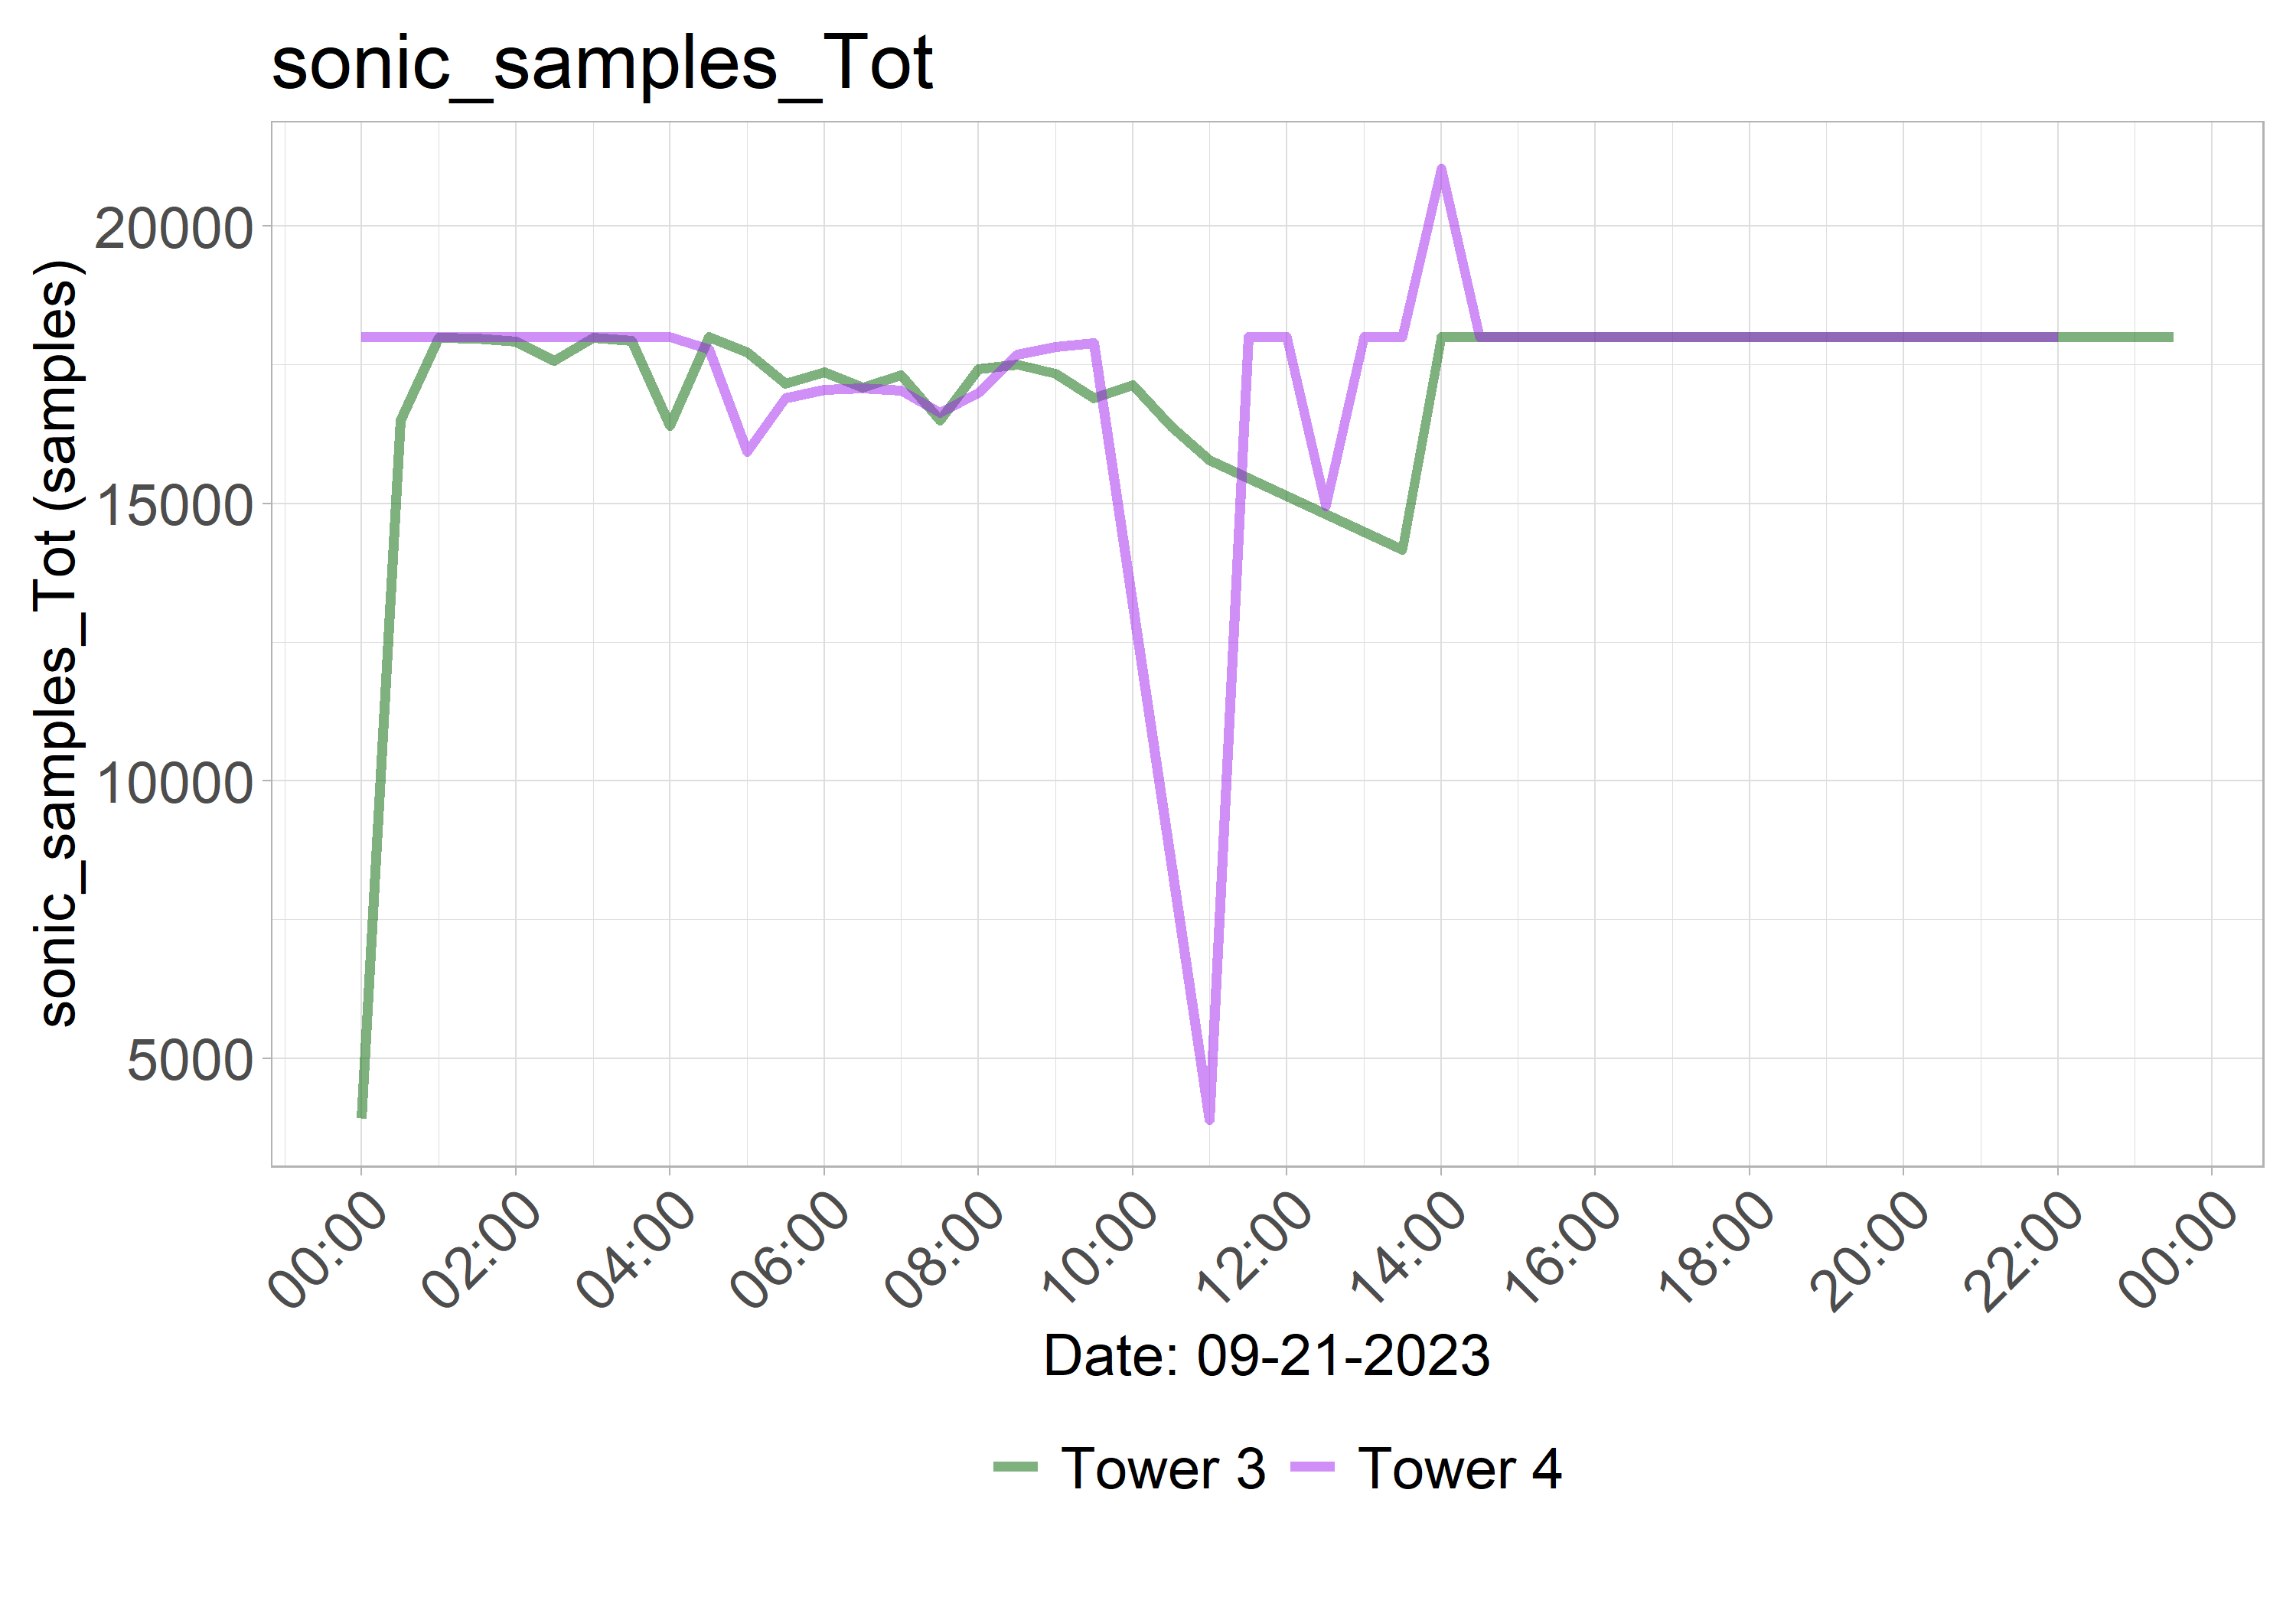 sonic_samples_Tot
sonic_samples_Tot (samples)
20000
15000
10000
5000
00:00 02:00 04:00 06:00 08:00 10:00 12:00 14:00 16:00 18:00 20:00 22:00 00:00
Date: 09-21-2023
Tower 3 Tower 4